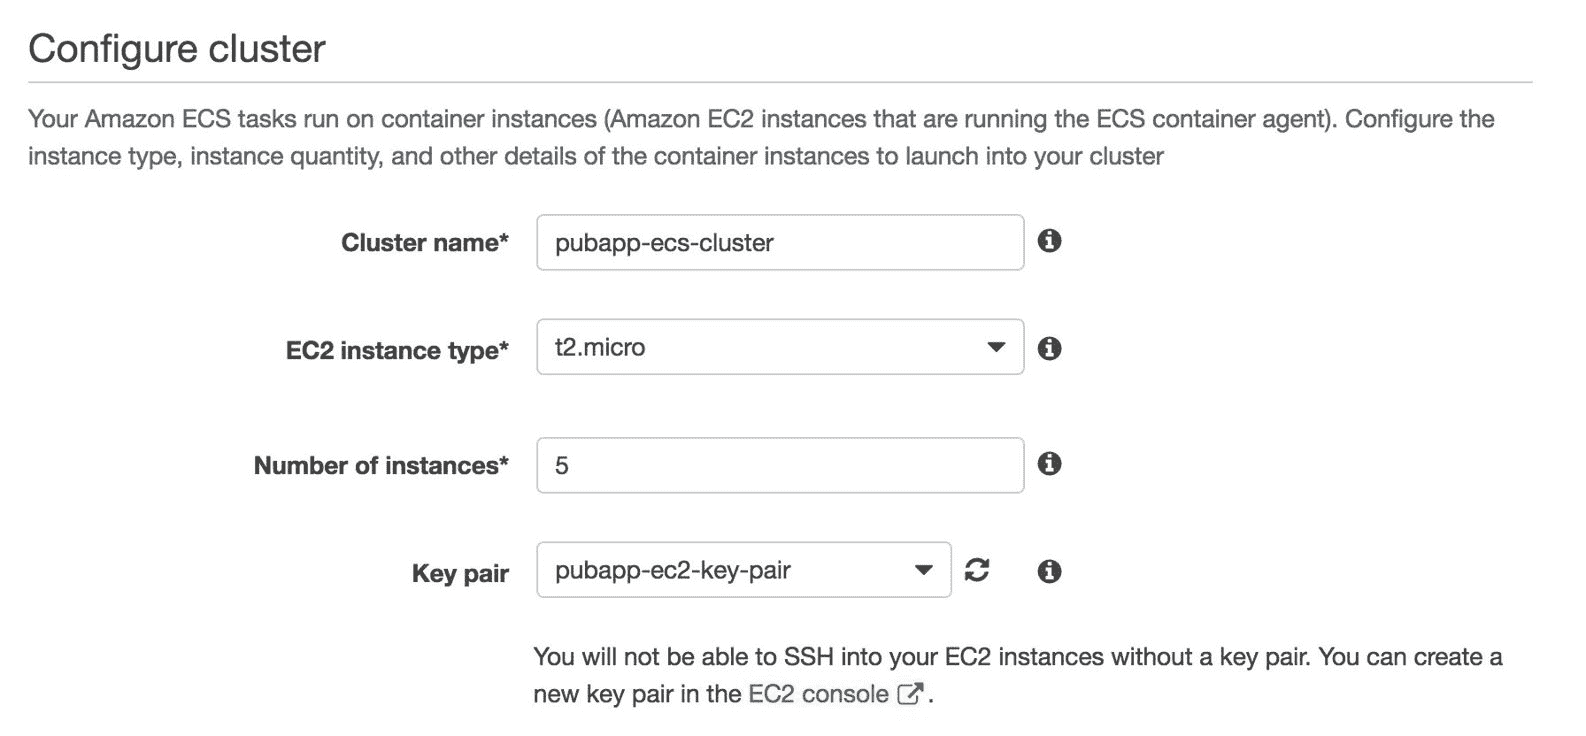 Configure cluster
Your Amazon ECS tasks run on container instances (Amazon EC2 instances that are running the ECS container agent). Configure the
instance type, instance quantity, and other details of the container instances to launch into your cluster
Cluster name* pubapp-ecs-cluster
EC2 instance type* t2.micro
Number of instances* 5
Key pair pubapp-ec2-key-pair
You will not be able to SSH into your EC2 instances without a key pair. You can create a
new key pair in the EC2 console .